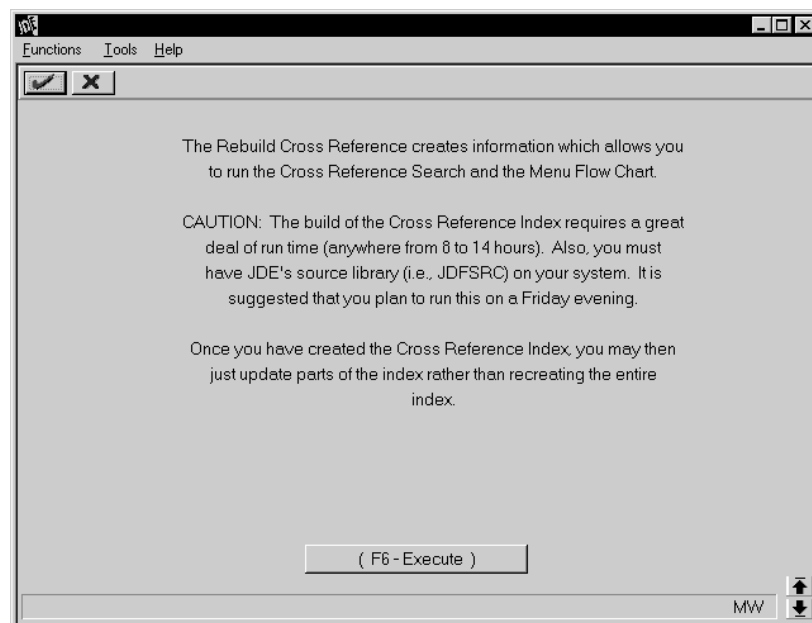 JDE
Functions Tools Help
The Rebuild Cross Reference creates information which allows you
to run the Cross Reference Search and the Menu Flow Chart.
CAUTION: The build of the Cross Reference Index requires a great
deal of run time (anywhere from 8 to 14 hours). Also, you must
have JDE's source library (i.e., JDFSRC) on your system. It is
suggested that you plan to run this on a Friday evening.
Once you have created the Cross Reference Index, you may then
just update parts of the index rather than recreating the entire
index.
( F6 - Execute )
MW